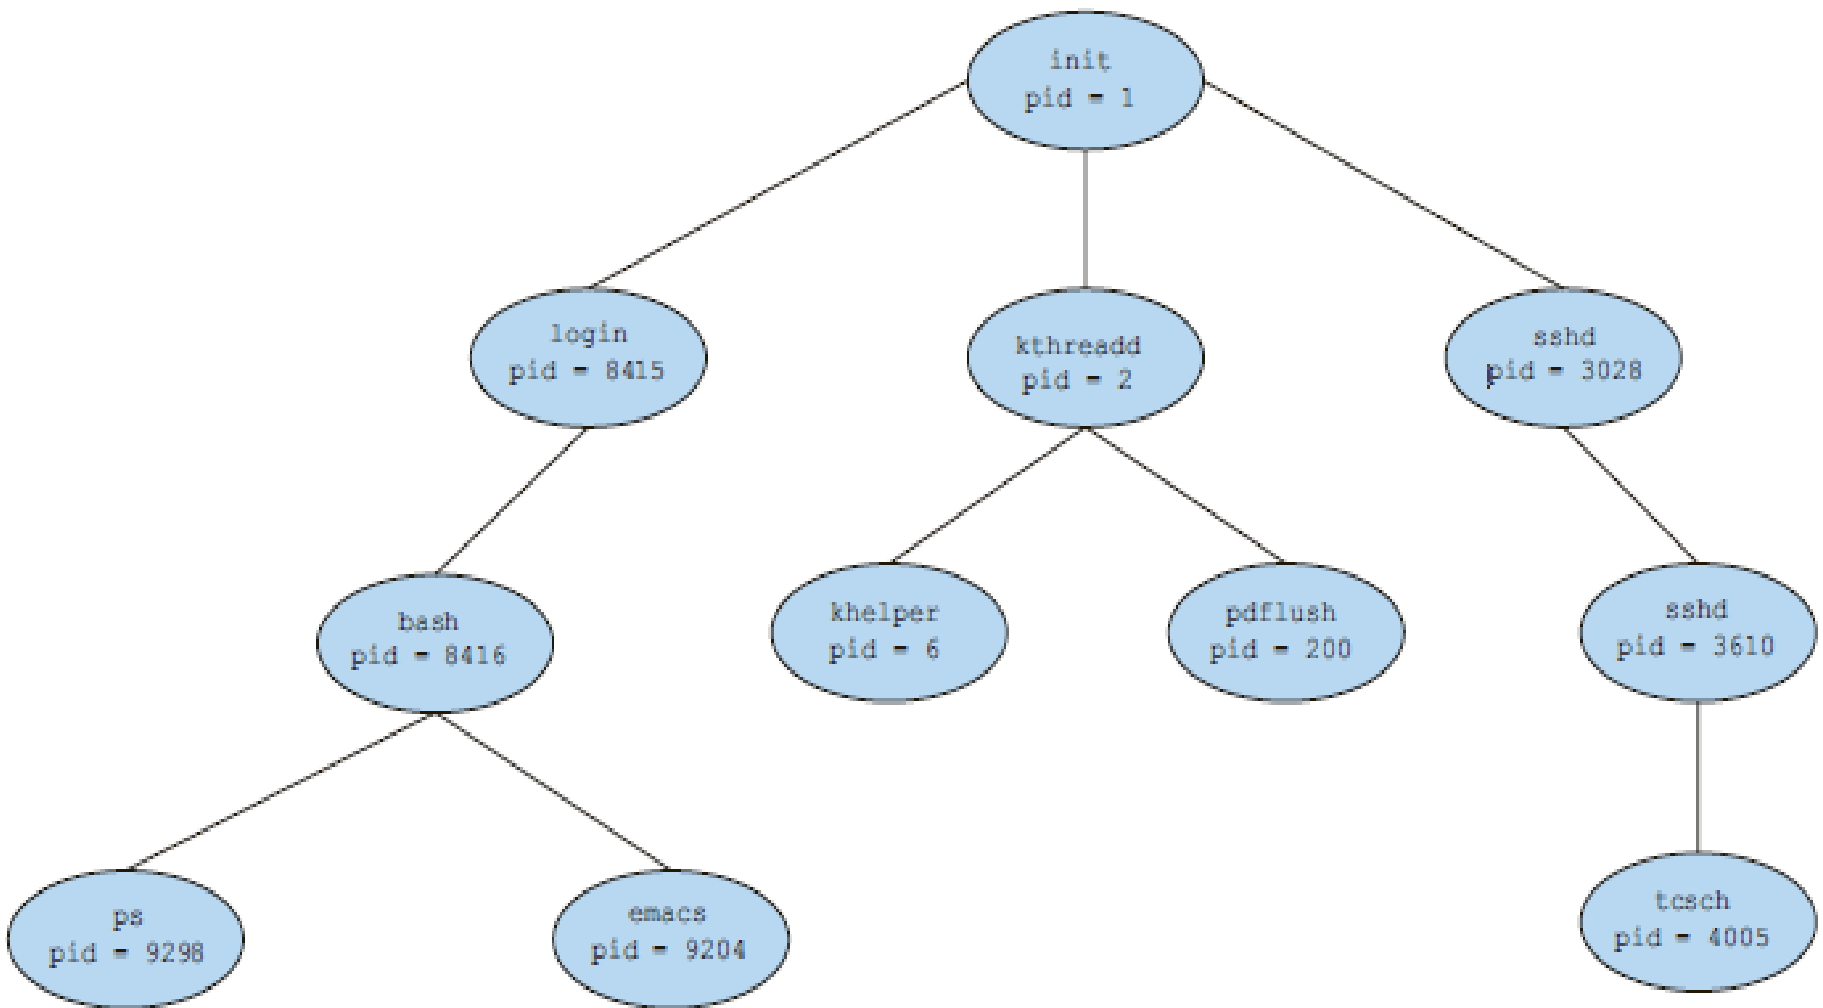 init
pid = 1
login
pid = 8415
kthreadd
pid = 2
sshd
pid = 3028
bash
pid = 8416
khelper
pid = 6
pdflush
pid = 200
sshd
pid = 3610
ps
pid = 9298
emacs
pid = 9204
tcsch
pid = 4005